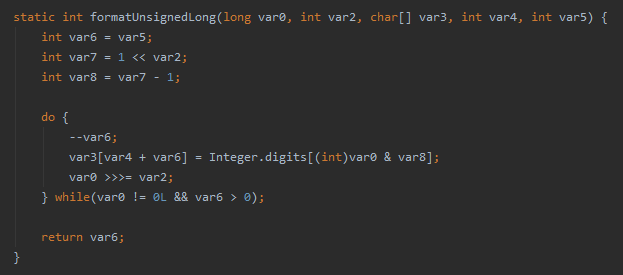 static int formatUnsignedLong(long var0, int var2, char[] var3, int var4, int var5) {
    int var6 = var5;
    int var7 = 1 << var2;
    int var8 = var7 - 1;

    do {
        --var6;
        var3[var4 + var6] = Integer.digits[(int)var0 & var8];
        var0 >>>= var2;
    } while(var0 != 0L && var6 > 0);

    return var6;
}